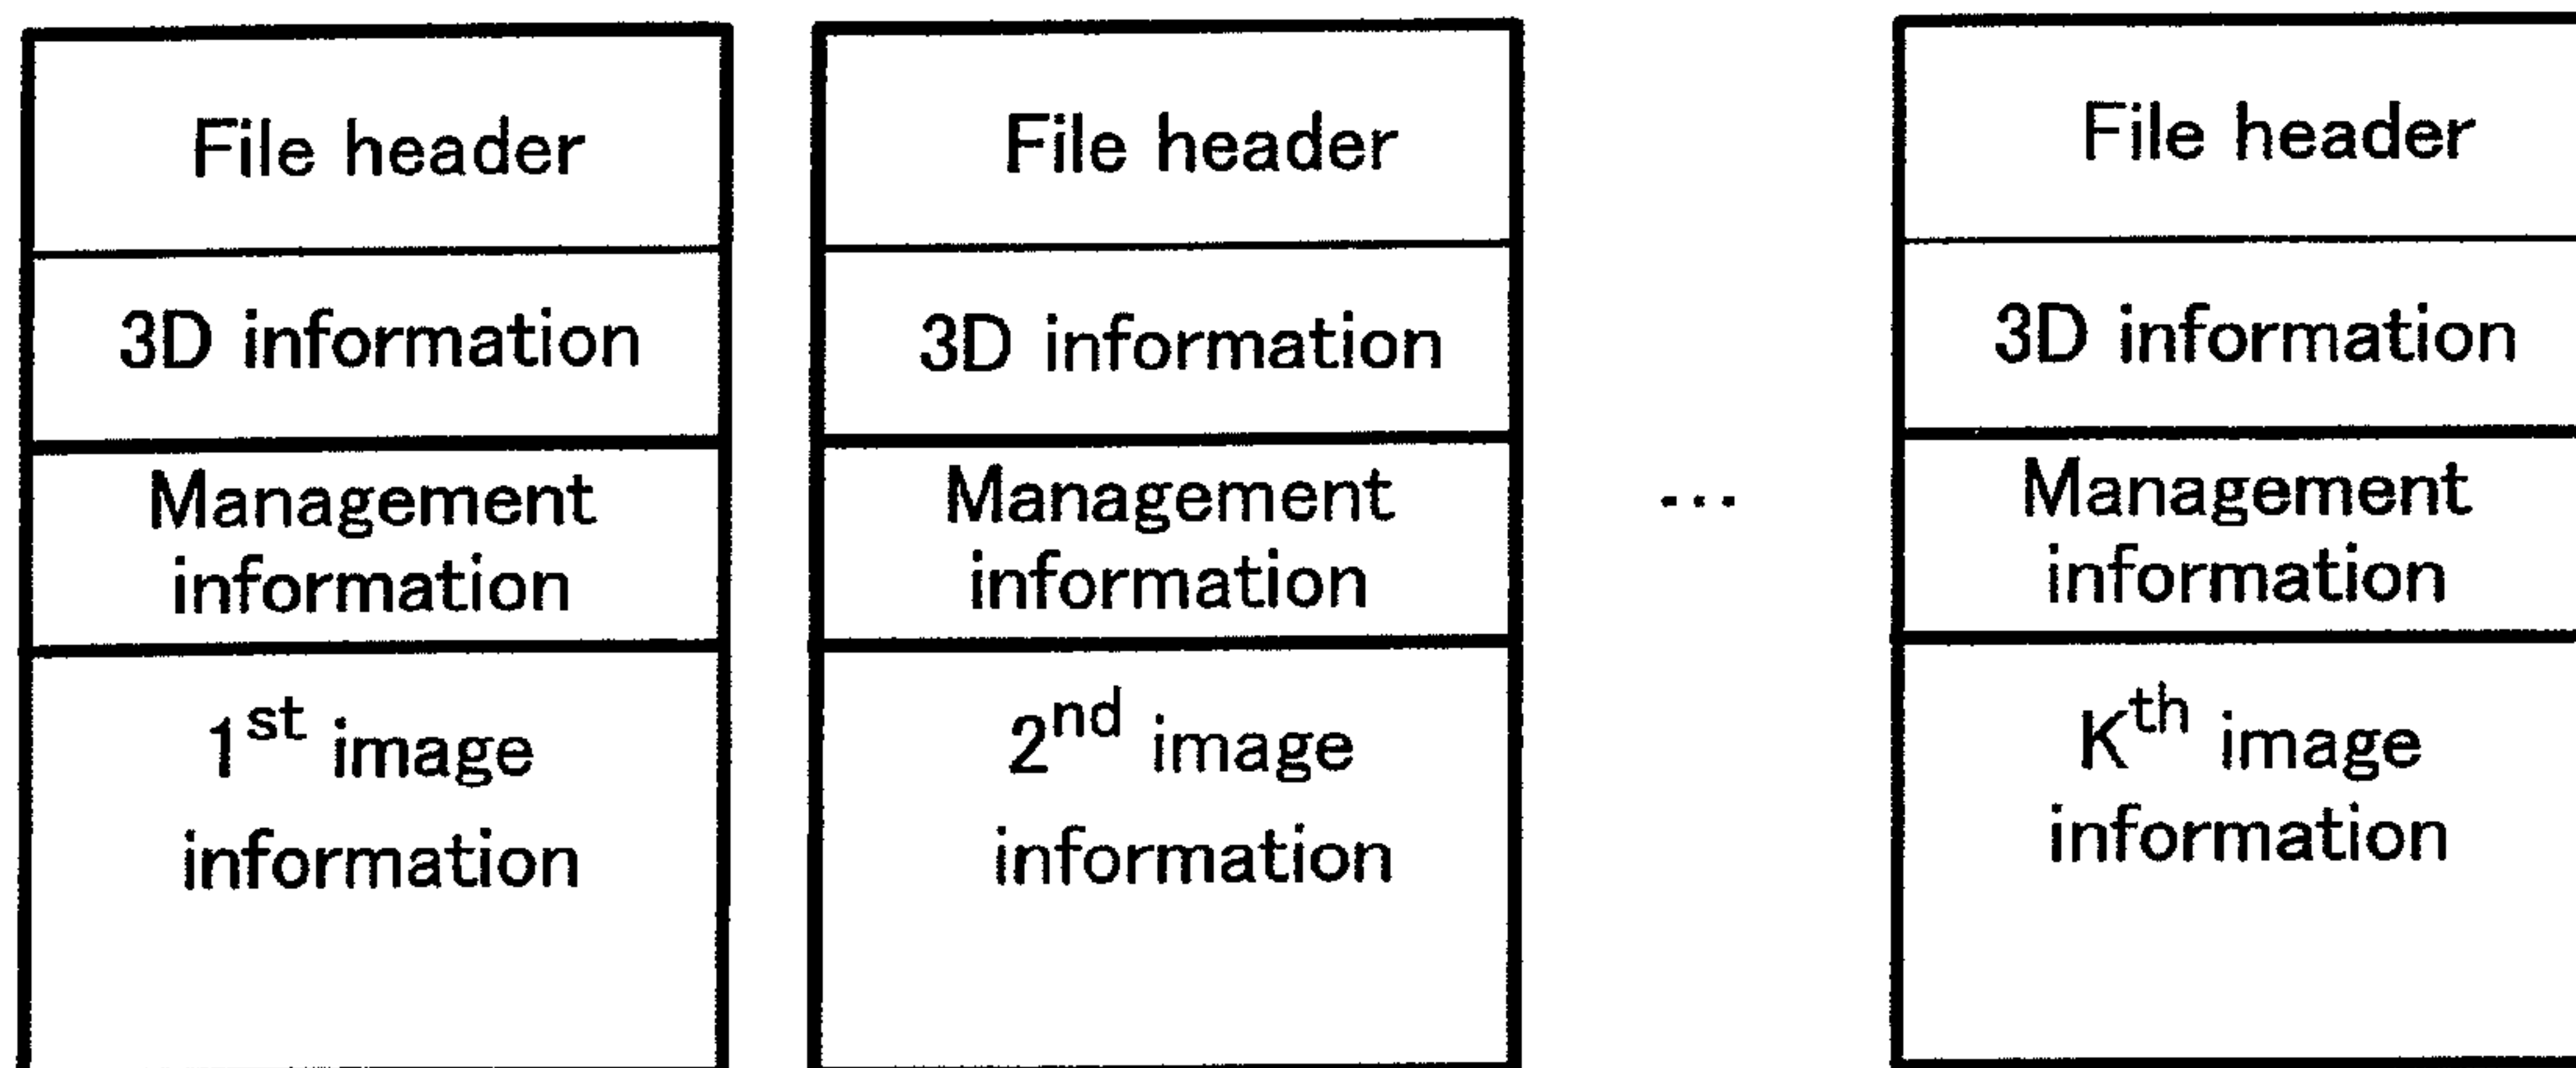 File header
3D information
Management
information
1st image
information
File header
3D information
Management
information
2nd image
information
...
File header
3D information
Management
information
Kth image
information